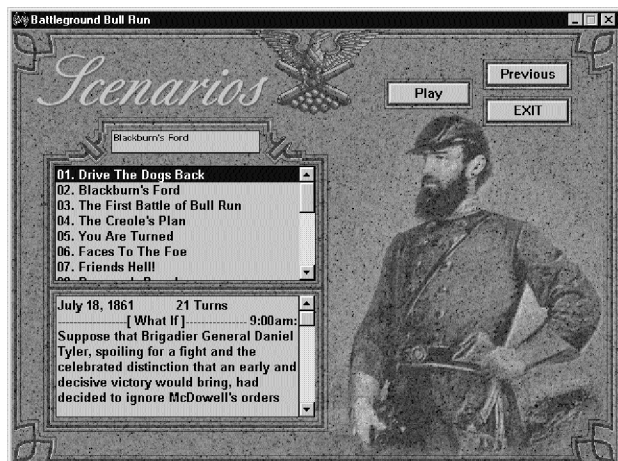 Battleground Bull Run
Scenarios
Previous
Play
EXIT
Blackburn's Ford
01. Drive The Dogs Back
02. Blackburn's Ford
03. The First Battle of Bull Run
04. The Creole's Plan
05. You Are Turned
06. Faces To The Foe
07. Friends Hell!
July 18, 1861 21 Turns
--------------[ What If ]-------------- 9:00am:
Suppose that Brigadier General Daniel
Tyler, spoiling for a fight and the
celebrated distinction that an early and
decisive victory would bring, had
decided to ignore McDowell's orders